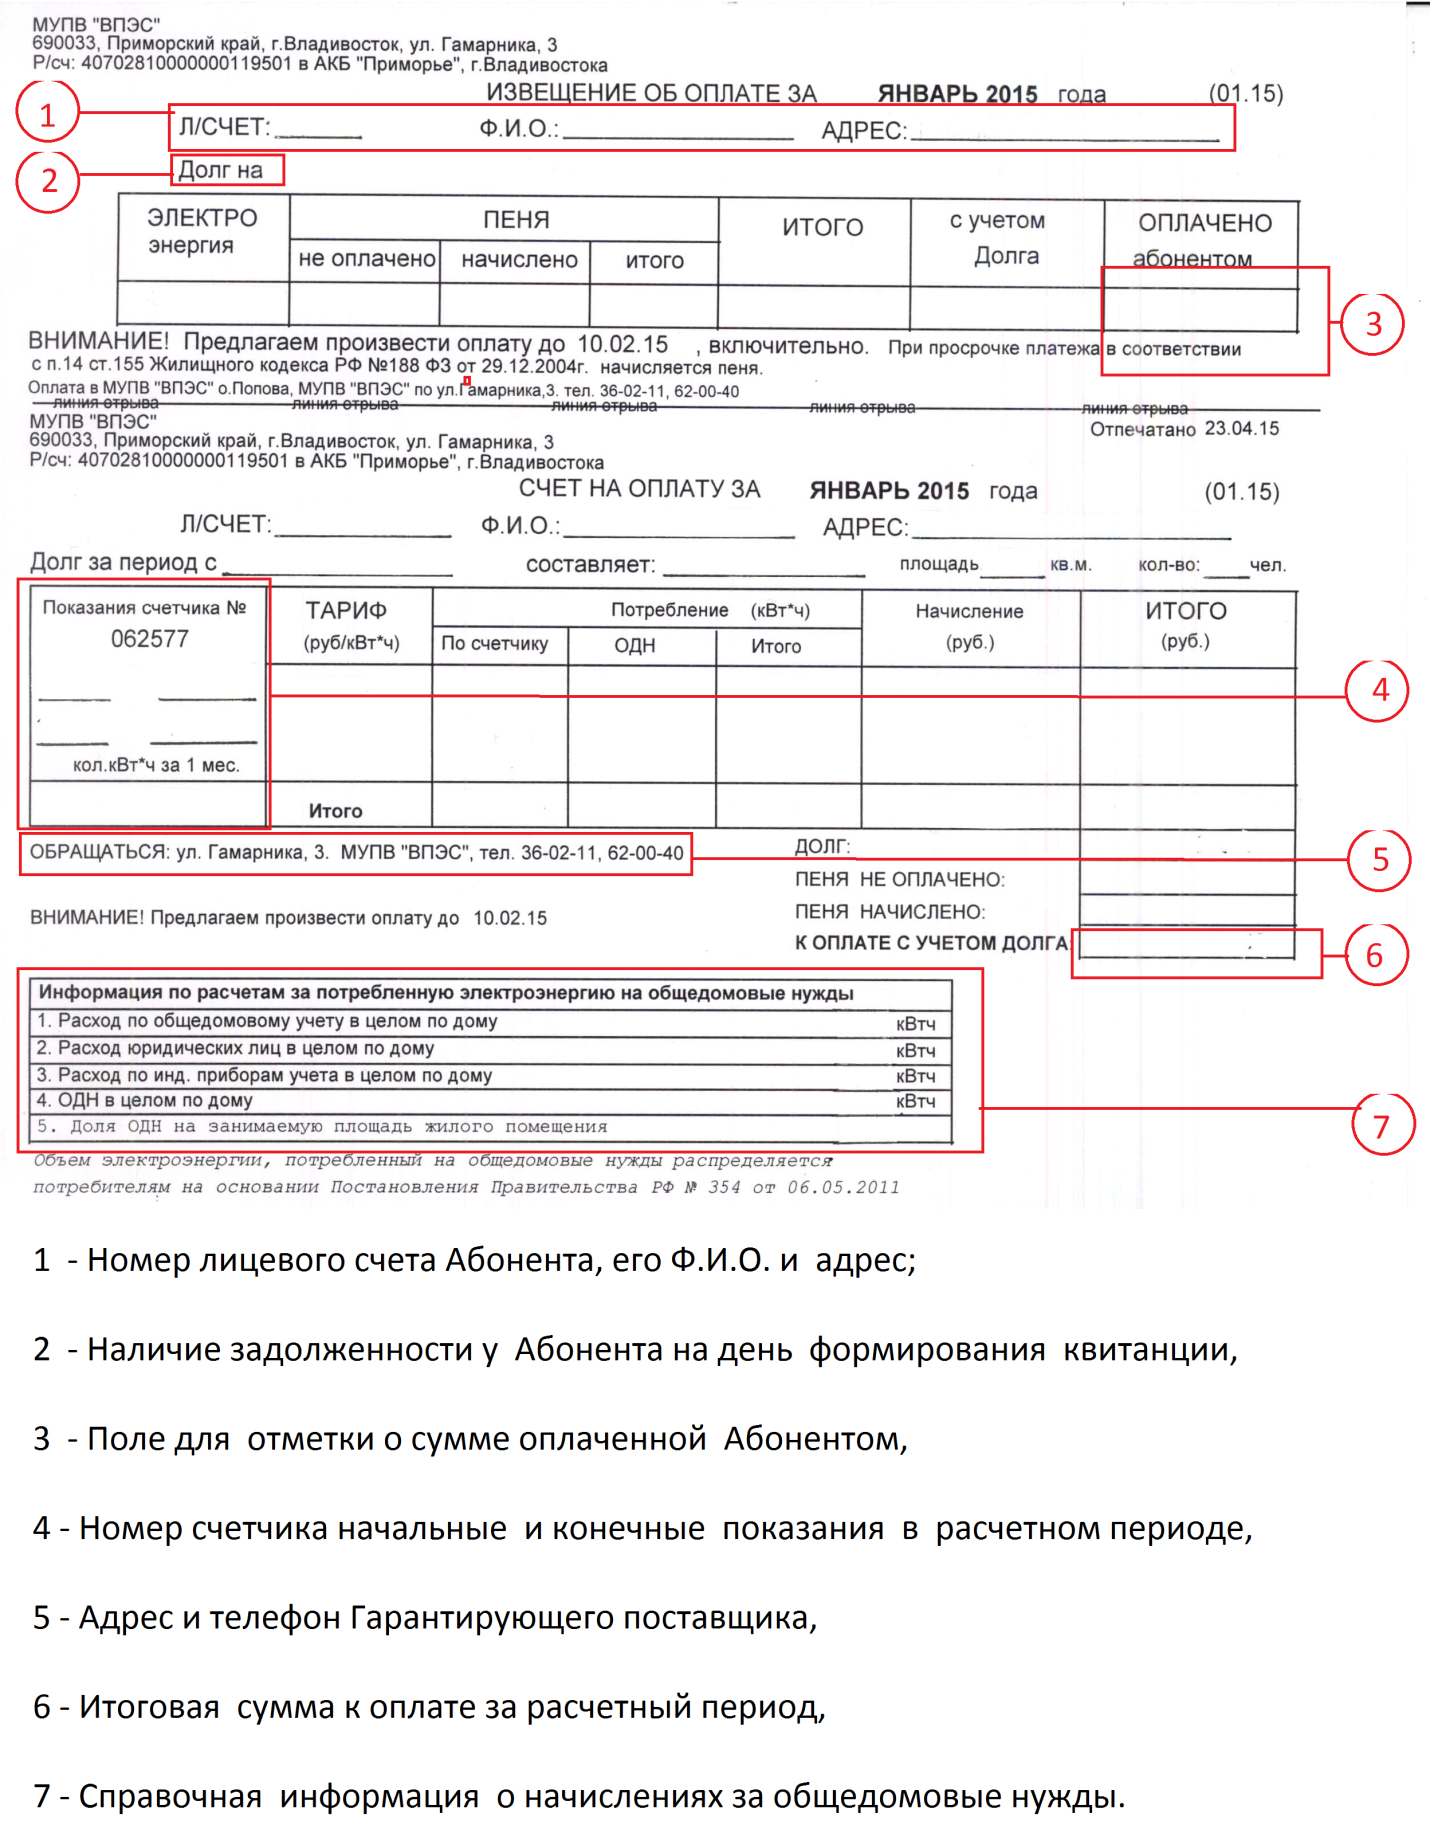 МУПВ "ВПЭС"
690033, Приморский край, г.Владивосток, ул. Гамарника, 3
Р/сч: 40702810000000119501 в АКБ "Приморье", г.Владивостока
ИЗВЕЩЕНИЕ ОБ ОПЛАТЕ ЗА ЯНВАРЬ 2015 года (01.15)
1
Л/СЧЕТ: Ф.И.О.: АДРЕС:
2
Долг на
ЭЛЕКТРО энергия ПЕНЯ ИТОГО с учетом Долга ОПЛАЧЕНО абонентом
не оплачено начислено итого
3
ВНИМАНИЕ! Предлагаем произвести оплату до 10.02.15 , включительно. При просрочке платежа в соответствии
с п.14 ст.155 Жилищного кодекса РФ №188 ФЗ от 29.12.2004г. начисляется пеня.
Оплата в МУПВ "ВПЭС" о.Попова, МУПВ "ВПЭС" по ул.Гамарника,3. тел. 36-02-11, 62-00-40
линия отрыва линия отрыва линия отрыва линия отрыва линия отрыва
МУПВ "ВПЭС"
Отпечатано 23.04.15
690033, Приморский край, г.Владивосток, ул. Гамарника, 3
Р/сч: 40702810000000119501 в АКБ "Приморье", г.Владивостока
СЧЕТ НА ОПЛАТУ ЗА ЯНВАРЬ 2015 года (01.15)
Л/СЧЕТ: Ф.И.О.: АДРЕС:
Долг за период с составляет: площадь кв.м. кол-во: чел.
Показания счетчика № ТАРИФ Потребление (кВт*ч) Начисление ИТОГО
062577 (руб/кВт*ч) По счетчику ОДН Итого (руб.) (руб.)
4
кол.кВт*ч за 1 мес.
Итого
ОБРАЩАТЬСЯ: ул. Гамарника, 3. МУПВ "ВПЭС", тел. 36-02-11, 62-00-40
ДОЛГ:
5
ПЕНЯ НЕ ОПЛАЧЕНО:
ВНИМАНИЕ! Предлагаем произвести оплату до 10.02.15
ПЕНЯ НАЧИСЛЕНО:
К ОПЛАТЕ С УЧЕТОМ ДОЛГА:
6
Информация по расчетам за потребленную электроэнергию на общедомовые нужды
1. Расход по общедомовому учету в целом по дому кВтч
2. Расход юридических лиц в целом по дому кВтч
3. Расход по инд. приборам учета в целом по дому кВтч
4. ОДН в целом по дому кВтч
5. Доля ОДН на занимаемую площадь жилого помещения
7
Объем электроэнергии, потребленный на общедомовые нужды распределяется
потребителям на основании Постановления Правительства РФ № 354 от 06.05.2011
1 - Номер лицевого счета Абонента, его Ф.И.О. и адрес;
2 - Наличие задолженности у Абонента на день формирования квитанции,
3 - Поле для отметки о сумме оплаченной Абонентом,
4 - Номер счетчика начальные и конечные показания в расчетном периоде,
5 - Адрес и телефон Гарантирующего поставщика,
6 - Итоговая сумма к оплате за расчетный период,
7 - Справочная информация о начислениях за общедомовые нужды.